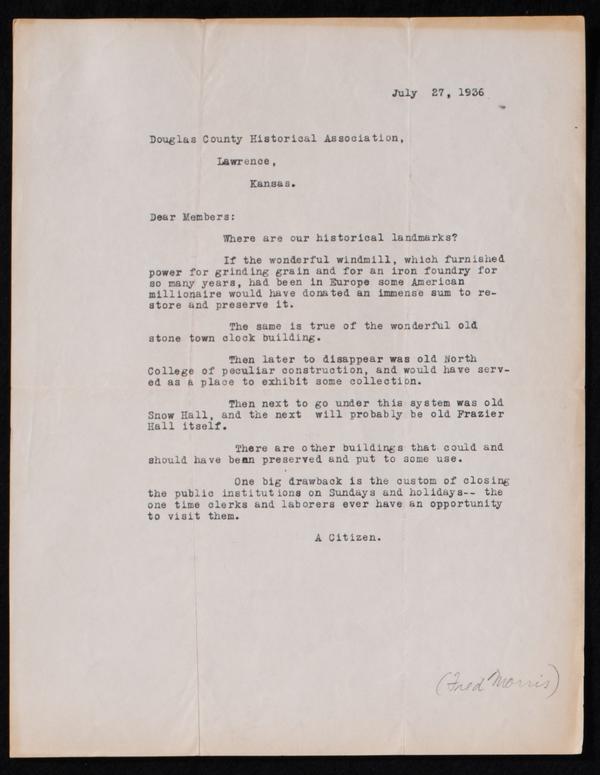 July 27, 1936
Douglas County Historical Association,
Lawrence,
Kansas.
Dear Members:
Where are our historical landmarks?
If the wonderful windmill, which furnished
power for grinding grain and for an iron foundry for
so many years, had been in Europe some American
millionaire would have donated an immense sum to re-
store and preserve it.
The same is true of the wonderful old
stone town clock building.
Then later to disappear was old North
College of peculiar construction, and would have serv-
ed as a place to exhibit some collection.
Then next to go under this system was old
Snow Hall, and the next will probably be old Frazier
Hall itself.
There are other buildings that could and
should have been preserved and put to some use.
One big drawback is the custom of closing
the public institutions on Sundays and holidays-- the
one time clerks and laborers ever have an opportunity
to visit them.
A Citizen.
(Fred Morris)